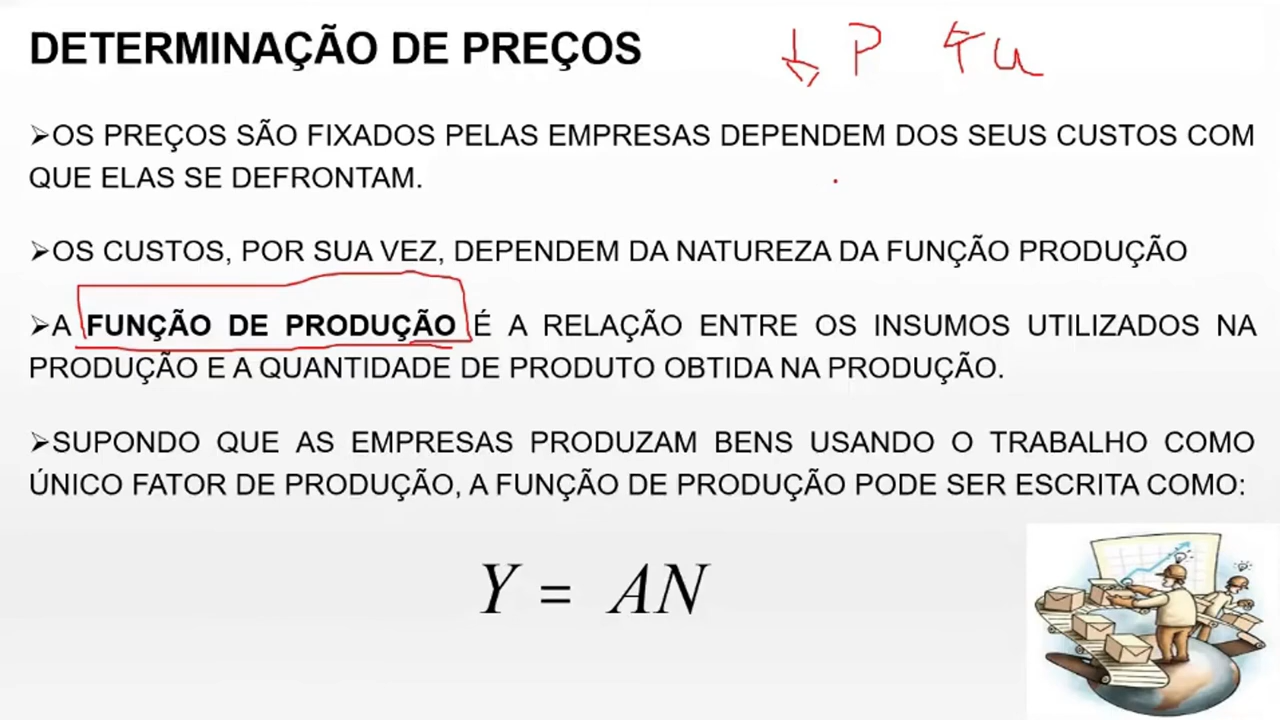 DETERMINAÇÃO DE PREÇOS
↓ P ↑ u
➢OS PREÇOS SÃO FIXADOS PELAS EMPRESAS DEPENDEM DOS SEUS CUSTOS COM
QUE ELAS SE DEFRONTAM.
➢OS CUSTOS, POR SUA VEZ, DEPENDEM DA NATUREZA DA FUNÇÃO PRODUÇÃO
➢A FUNÇÃO DE PRODUÇÃO É A RELAÇÃO ENTRE OS INSUMOS UTILIZADOS NA
PRODUÇÃO E A QUANTIDADE DE PRODUTO OBTIDA NA PRODUÇÃO.
➢SUPONDO QUE AS EMPRESAS PRODUZAM BENS USANDO O TRABALHO COMO
ÚNICO FATOR DE PRODUÇÃO, A FUNÇÃO DE PRODUÇÃO PODE SER ESCRITA COMO:
Y = AN